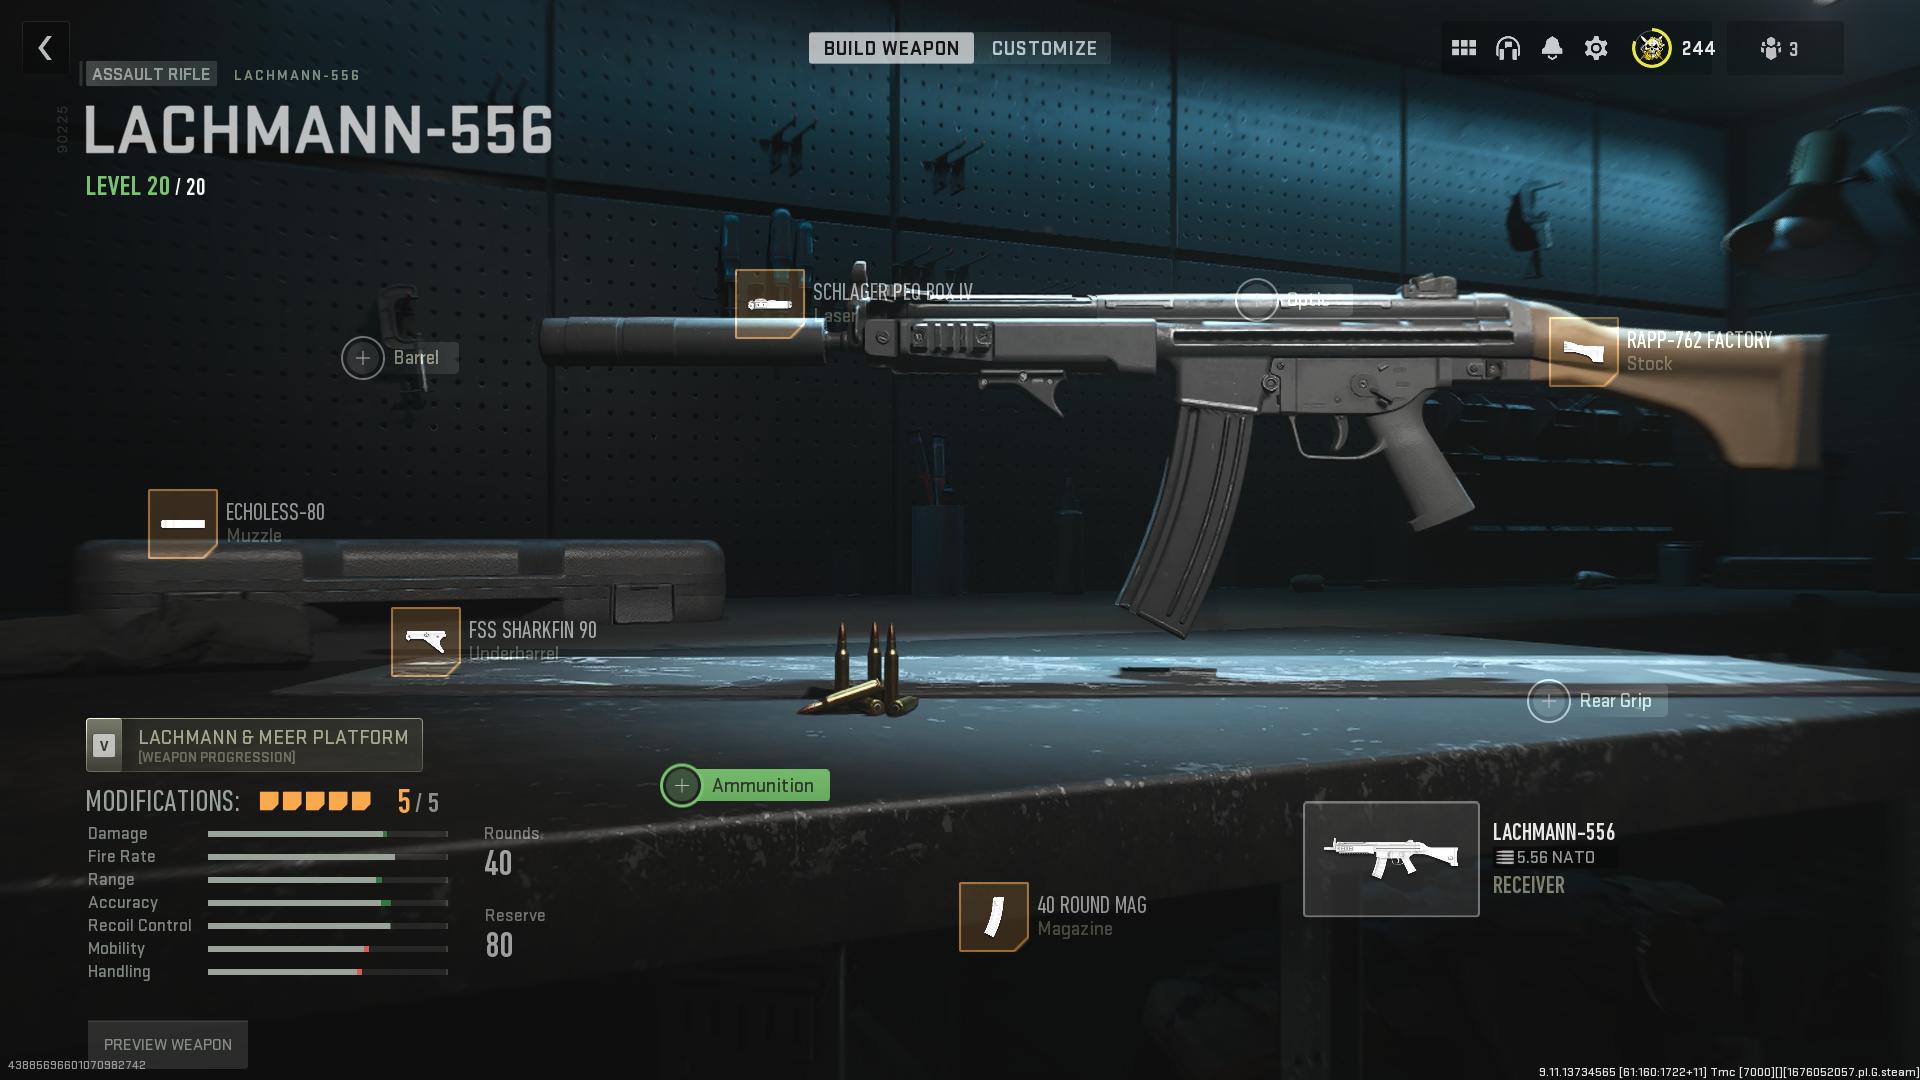 BUILD WEAPON
CUSTOMIZE
244
3
ASSAULT RIFLE
LACHMANN-556
90225
LACHMANN-556
LEVEL 20 / 20
SCHLAGER PEQ BOX IV
Laser
Optic
RAPP-762 FACTORY
Stock
Barrel
ECHOLESS-80
Muzzle
FSS SHARKFIN 90
Underbarrel
Rear Grip
V
LACHMANN & MEER PLATFORM
[WEAPON PROGRESSION]
Ammunition
MODIFICATIONS: 5 / 5
Damage
Fire Rate
Range
Accuracy
Recoil Control
Mobility
Handling
Rounds
40
Reserve
80
40 ROUND MAG
Magazine
LACHMANN-556
5.56 NATO
RECEIVER
PREVIEW WEAPON
43885696601070982742
9.11.13734565 [61:160:1722+11] Tmc [7000][][1676052057.pl.G.steam]